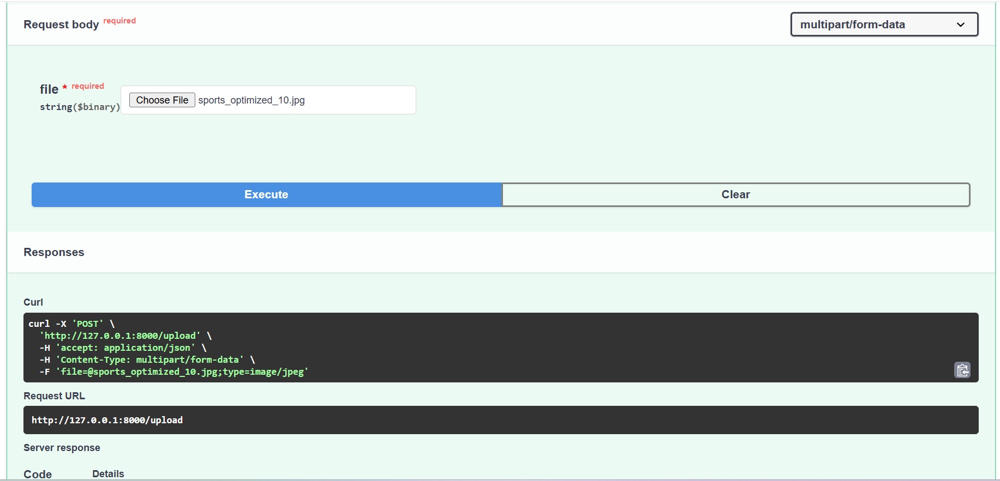 Request body required
multipart/form-data
file * required
string($binary)
Choose File sports_optimized_10.jpg
Execute
Clear
Responses
Curl
curl -X 'POST' \
  'http://127.0.0.1:8000/upload' \
  -H 'accept: application/json' \
  -H 'Content-Type: multipart/form-data' \
  -F 'file=@sports_optimized_10.jpg;type=image/jpeg'
Request URL
http://127.0.0.1:8000/upload
Server response
Code Details